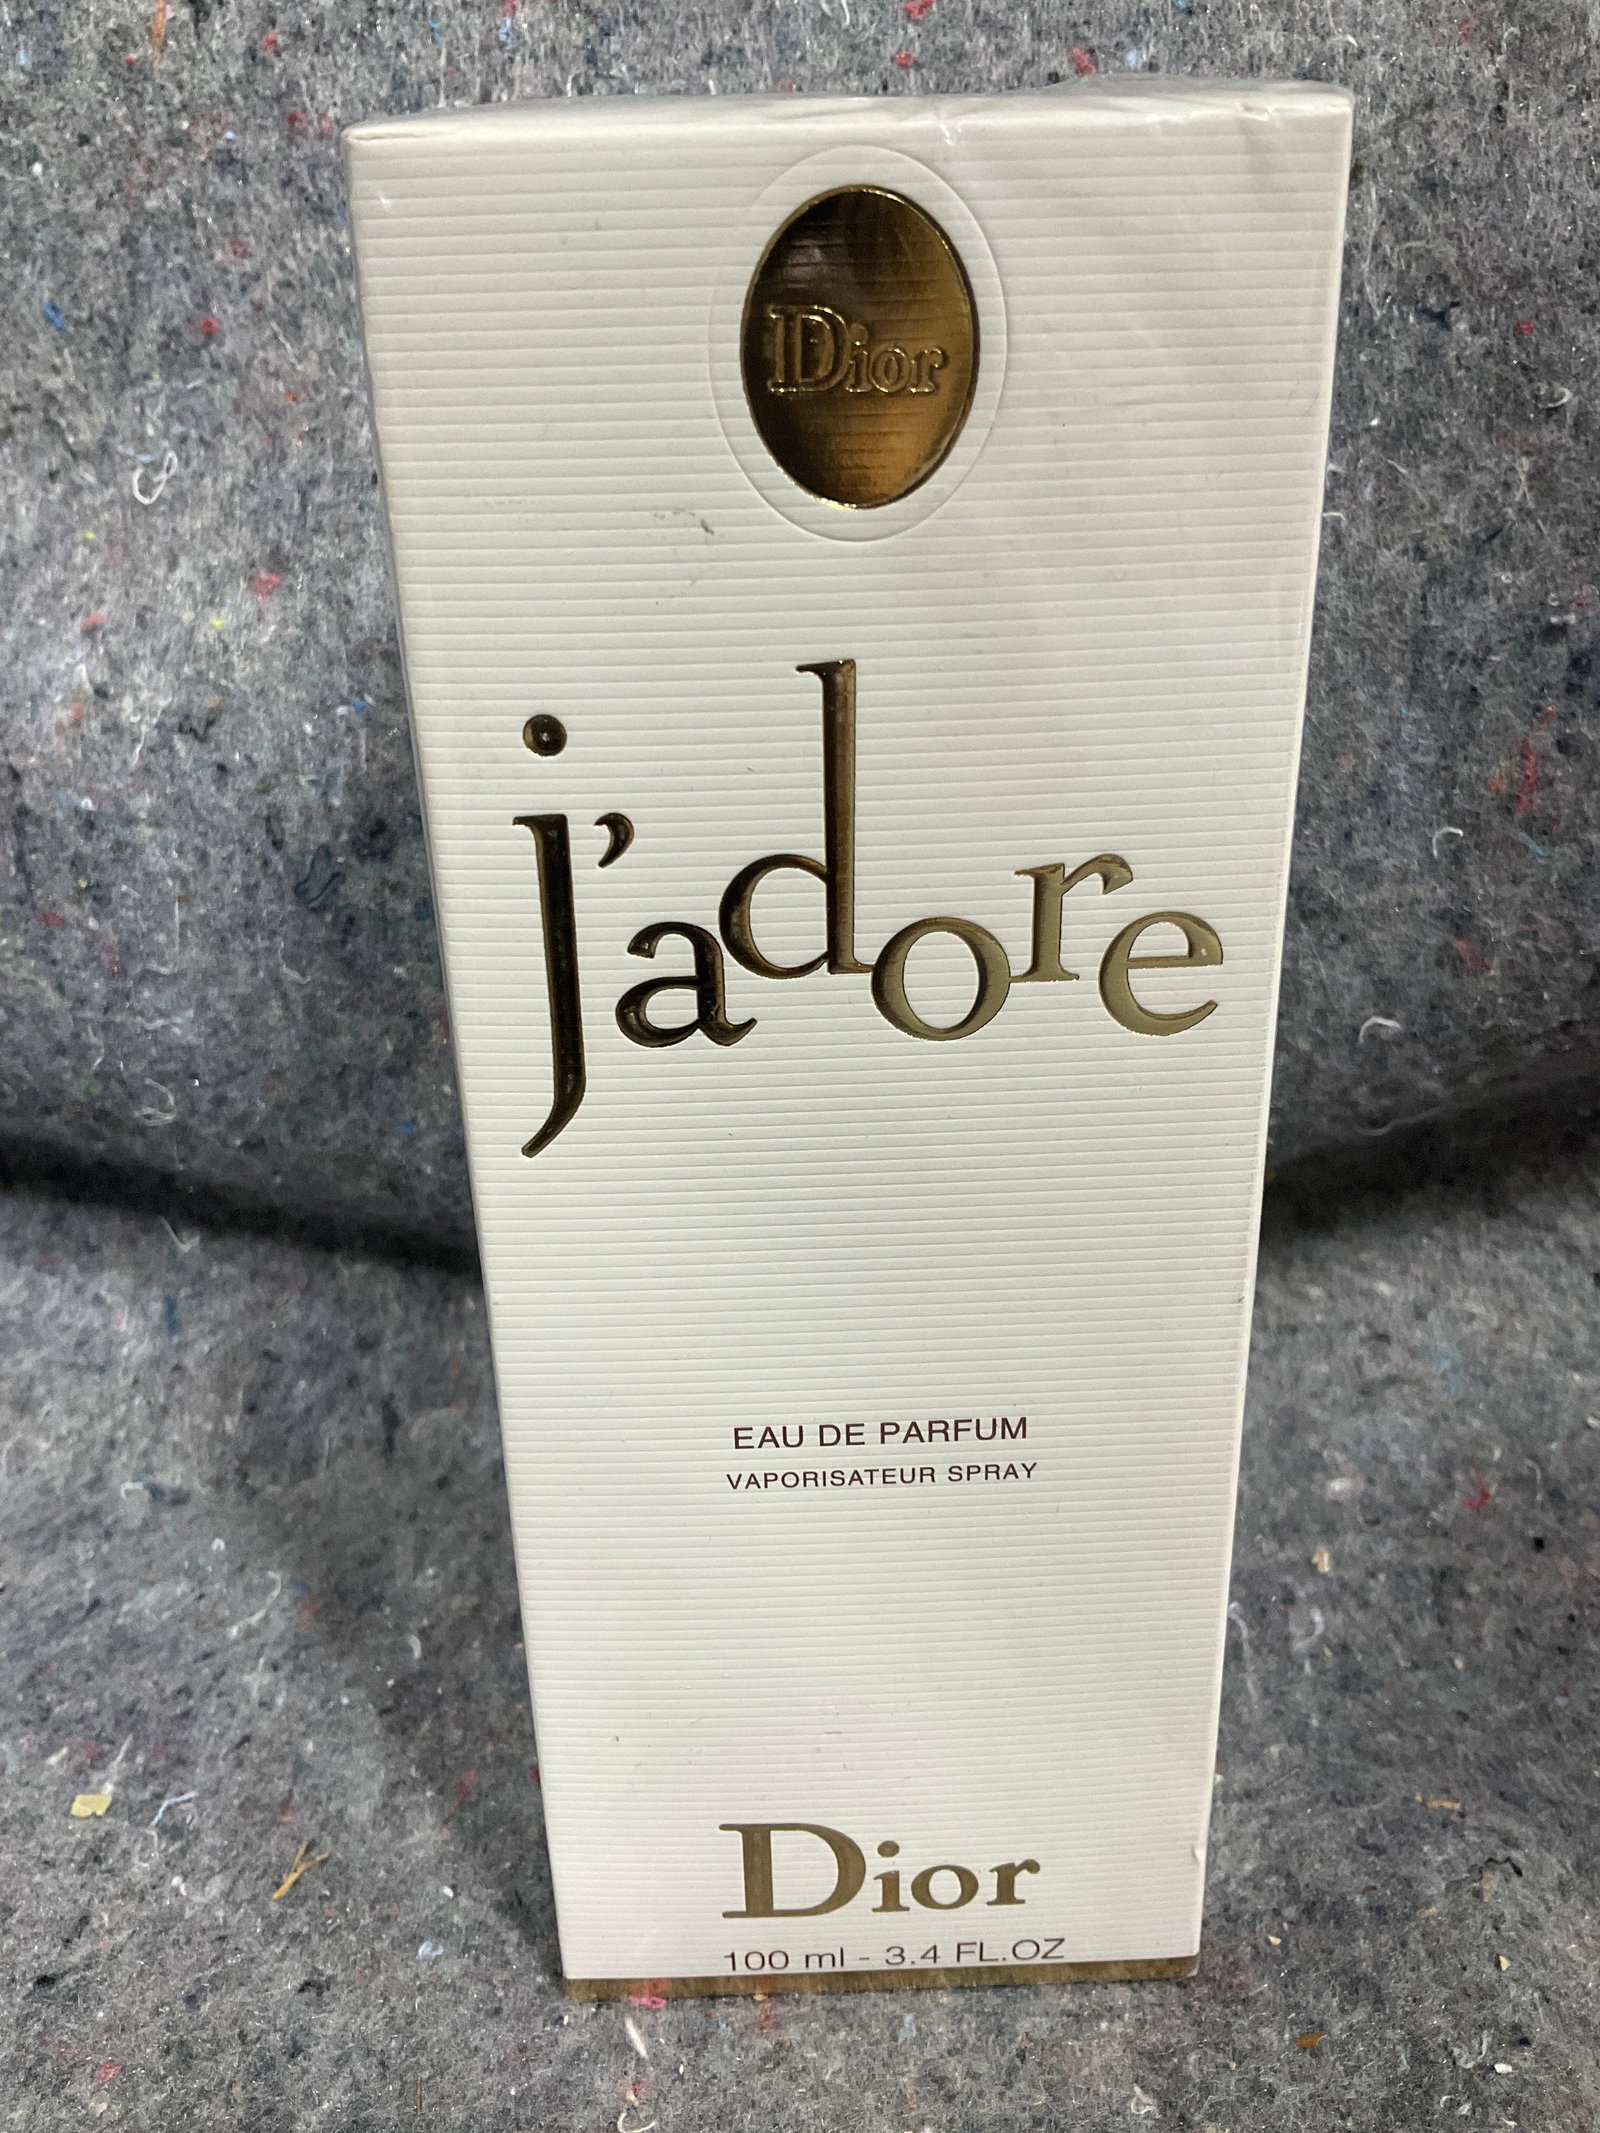 Dior
j'adore
EAU DE PARFUM
VAPORISATEUR SPRAY
Dior
100 ml - 3.4 FL.OZ